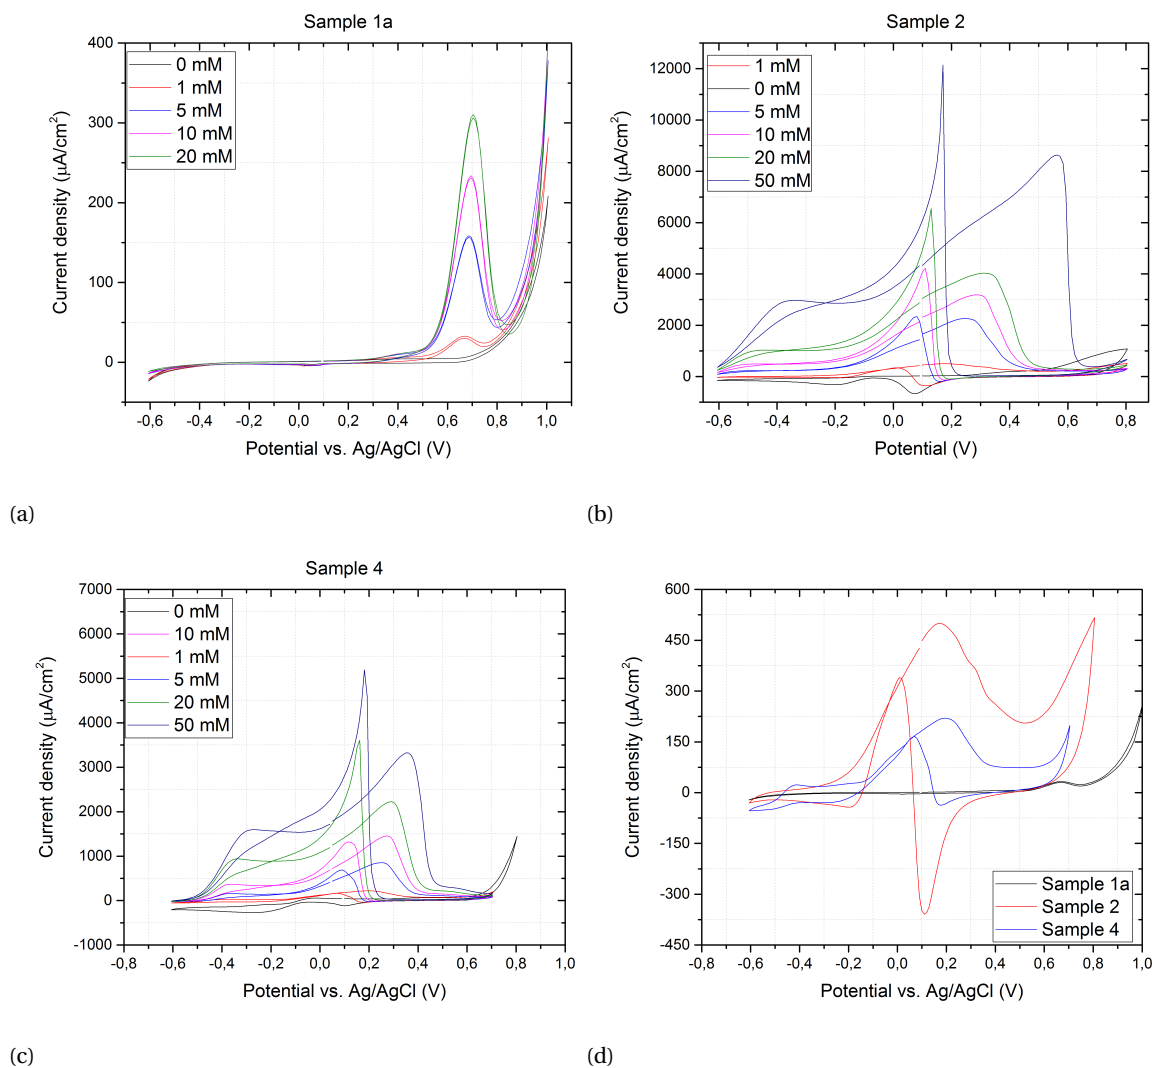 Sample 1a
400
300
200
100
0
0 mM
1 mM
5 mM
10 mM
20 mM
-0,6 -0,4 -0,2 0,0 0,2 0,4 0,6 0,8 1,0
Current density (µA/cm²)
Potential vs. Ag/AgCl (V)
(a)
Sample 2
12000
10000
8000
6000
4000
2000
0
1 mM
0 mM
5 mM
10 mM
20 mM
50 mM
-0,6 -0,4 -0,2 0,0 0,2 0,4 0,6 0,8
Current density (µA/cm²)
Potential (V)
(b)
Sample 4
7000
6000
5000
4000
3000
2000
1000
0
-1000
0 mM
10 mM
1 mM
5 mM
20 mM
50 mM
-0,8 -0,6 -0,4 -0,2 0,0 0,2 0,4 0,6 0,8 1,0
Current density (µA/cm²)
Potential vs. Ag/AgCl (V)
(c)
600
450
300
150
0
-150
-300
-450
Sample 1a
Sample 2
Sample 4
-0,8 -0,6 -0,4 -0,2 0,0 0,2 0,4 0,6 0,8 1,0
Current density (µA/cm²)
Potential vs. Ag/AgCl (V)
(d)